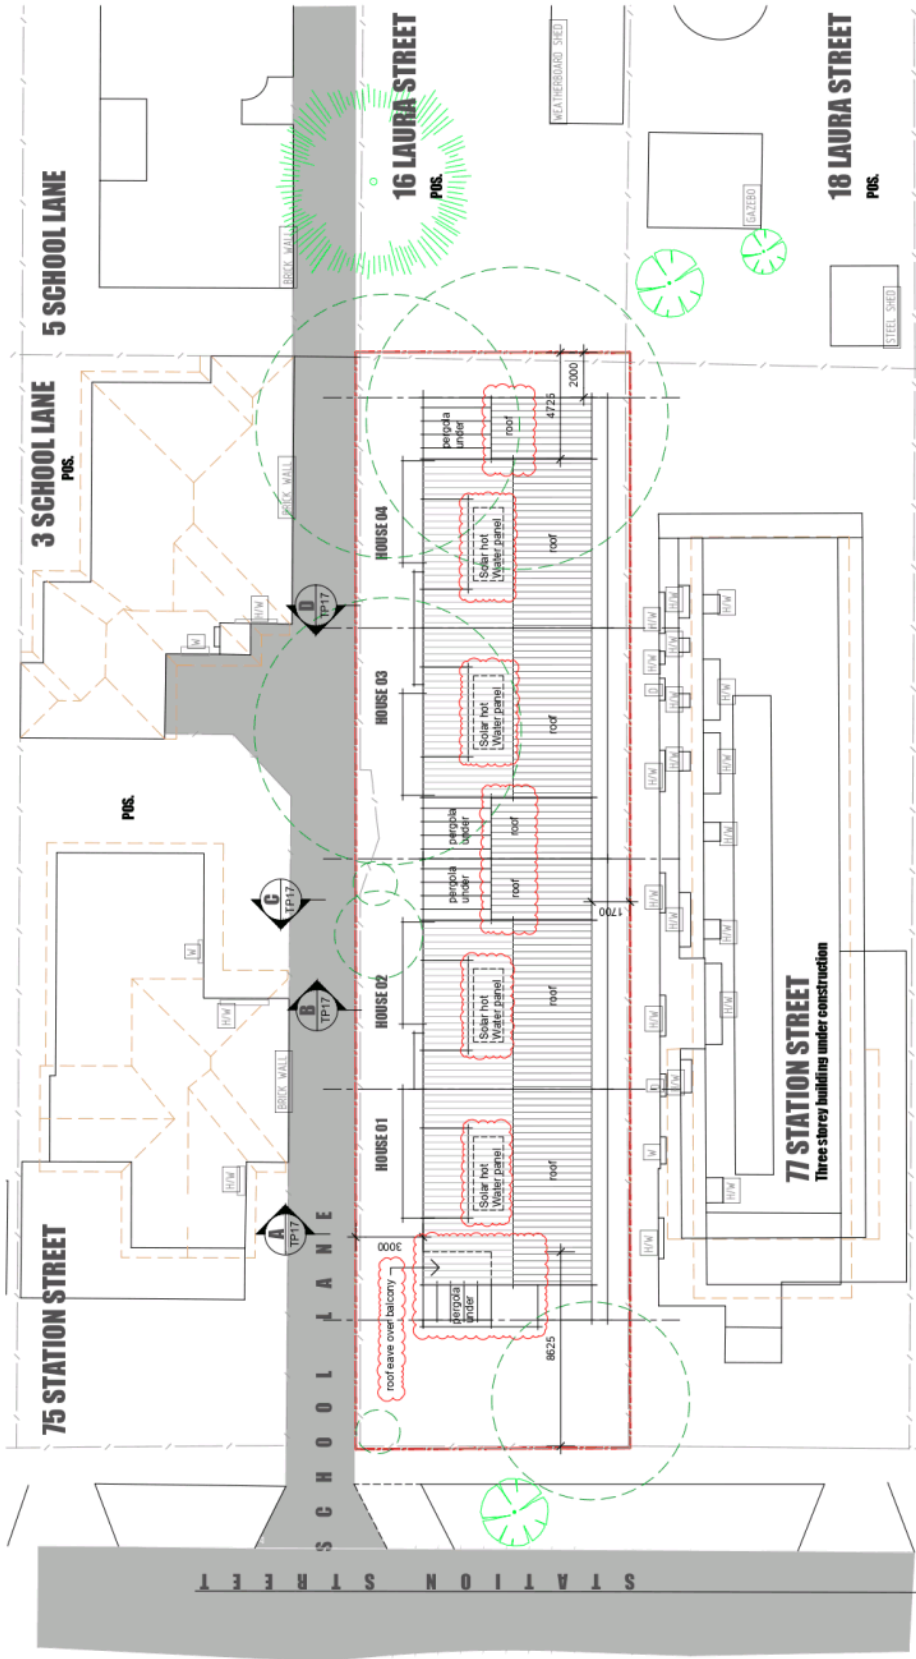 5 SCHOOL LANE
BRICK WALL
16 LAURA STREET
POS.
WEATHERBOARD SHED
GAZEBO
18 LAURA STREET
POS.
STEEL SHED
3 SCHOOL LANE
POS.
BRICK WALL
H/W
W
D
TP17
HOUSE 04
pergola
under
roof
4725
2000
Solar hot
Water panel
roof
HOUSE 03
Solar hot
Water panel
roof
pergola
under
roof
pergola
under
roof
1700
POS.
C
TP17
W
H/W
B
TP17
HOUSE 02
Solar hot
Water panel
roof
BRICK WALL
HOUSE 01
Solar hot
Water panel
roof
H/W
A
TP17
3000
roof eave over balcony
pergola
under
8625
75 STATION STREET
H/W
H/W
H/W
H/W
H/W
D
H/W
H/W
H/W
H/W
H/W
H/W
H/W
H/W
H/W
H/W
H/W
H/W
D
H/W
W
H/W
H/W
77 STATION STREET
Three storey building under construction
SCHOOL LANE
STATION STREET